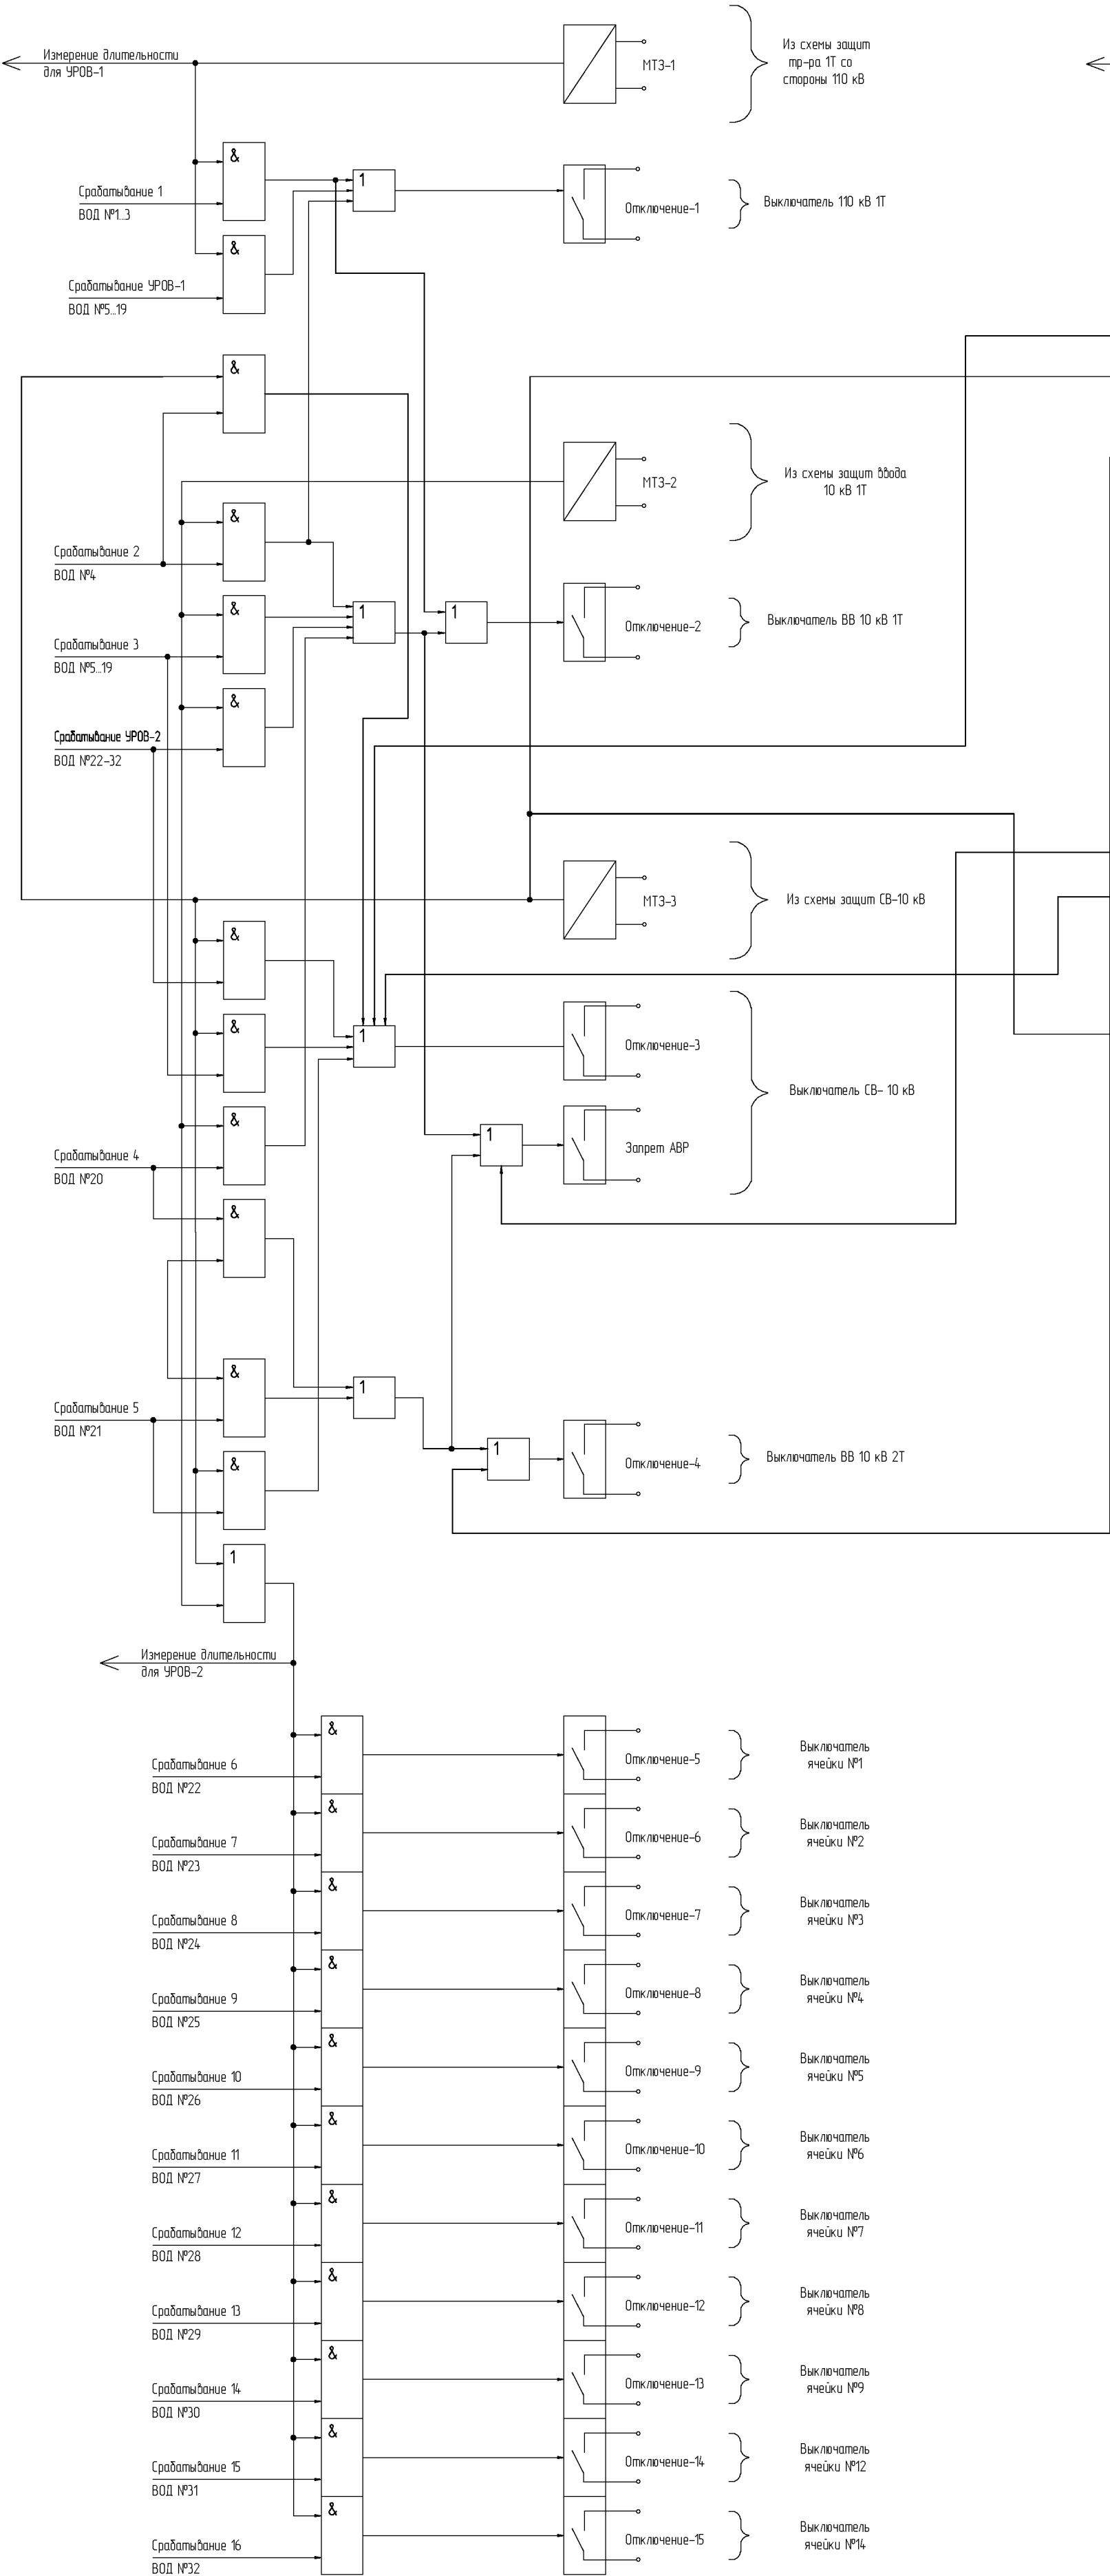 Измерение длительности
для УРОВ-1
МТЗ-1
Из схемы защит
тр-ра 1Т со
стороны 110 кВ
&
Срабатывание 1
ВОД №1..3
1
Отключение-1
Выключатель 110 кВ 1Т
&
Срабатывание УРОВ-1
ВОД №5...19
&
МТЗ-2
Из схемы защит ввода
10 кВ 1Т
&
Срабатывание 2
ВОД №4
&
1
1
Отключение-2
Выключатель ВВ 10 кВ 1Т
Срабатывание 3
ВОД №5...19
&
Срабатывание УРОВ-2
ВОД №22-32
МТЗ-3
Из схемы защит СВ-10 кВ
&
&
1
Отключение-3
Выключатель СВ- 10 кВ
&
1
Запрет АВР
Срабатывание 4
ВОД №20
&
&
1
Срабатывание 5
ВОД №21
&
1
Отключение-4
Выключатель ВВ 10 кВ 2Т
1
Измерение длительности
для УРОВ-2
&
Срабатывание 6
ВОД №22
Отключение-5
Выключатель
ячейки №1
&
Срабатывание 7
ВОД №23
Отключение-6
Выключатель
ячейки №2
&
Срабатывание 8
ВОД №24
Отключение-7
Выключатель
ячейки №3
&
Срабатывание 9
ВОД №25
Отключение-8
Выключатель
ячейки №4
&
Срабатывание 10
ВОД №26
Отключение-9
Выключатель
ячейки №5
&
Срабатывание 11
ВОД №27
Отключение-10
Выключатель
ячейки №6
&
Срабатывание 12
ВОД №28
Отключение-11
Выключатель
ячейки №7
&
Срабатывание 13
ВОД №29
Отключение-12
Выключатель
ячейки №8
&
Срабатывание 14
ВОД №30
Отключение-13
Выключатель
ячейки №9
&
Срабатывание 15
ВОД №31
Отключение-14
Выключатель
ячейки №12
&
Срабатывание 16
ВОД №32
Отключение-15
Выключатель
ячейки №14